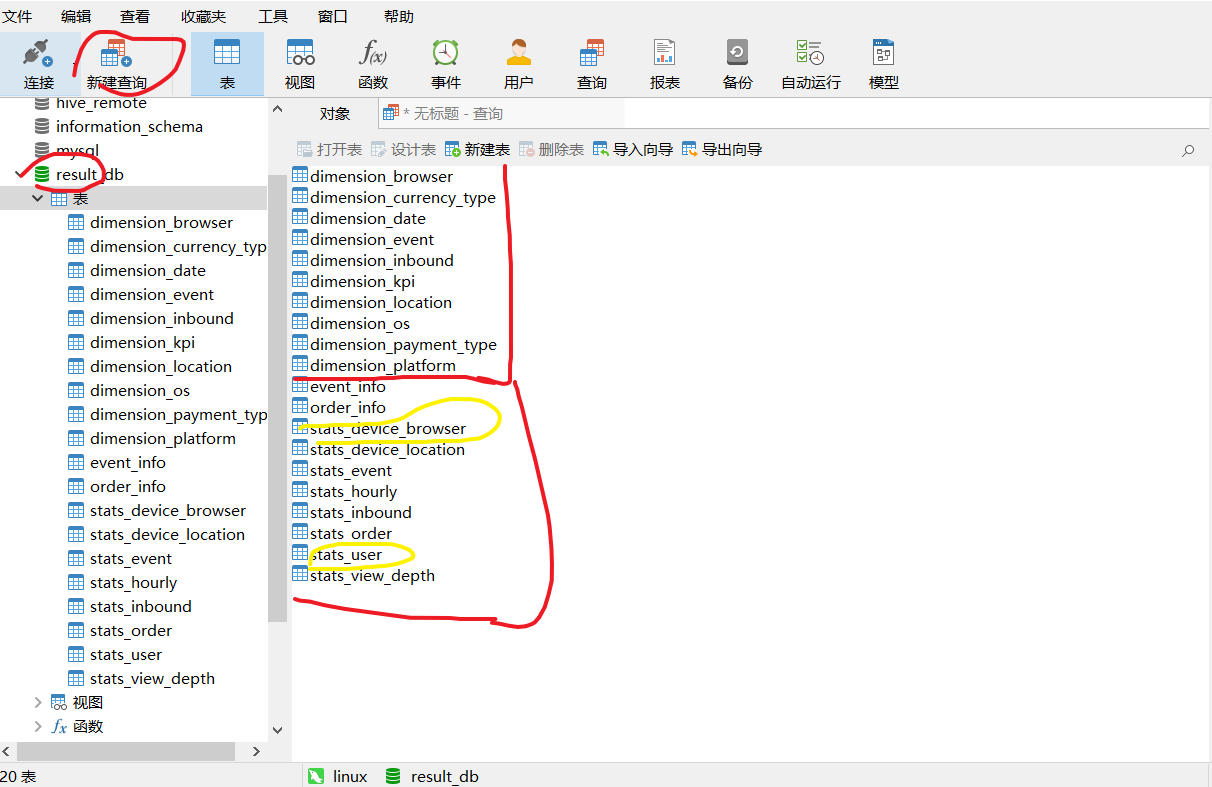 文件 编辑 查看 收藏夹 工具 窗口 帮助
连接 新建查询 表 视图 函数 事件 用户 查询 报表 备份 自动运行 模型
hive_remote
information_schema
mysql
result_db
表
dimension_browser
dimension_currency_typ
dimension_date
dimension_event
dimension_inbound
dimension_kpi
dimension_location
dimension_os
dimension_payment_typ
dimension_platform
event_info
order_info
stats_device_browser
stats_device_location
stats_event
stats_hourly
stats_inbound
stats_order
stats_user
stats_view_depth
视图
fx 函数
对象 * 无标题 - 查询
打开表 设计表 新建表 删除表 导入向导 导出向导
dimension_browser
dimension_currency_type
dimension_date
dimension_event
dimension_inbound
dimension_kpi
dimension_location
dimension_os
dimension_payment_type
dimension_platform
event_info
order_info
stats_device_browser
stats_device_location
stats_event
stats_hourly
stats_inbound
stats_order
stats_user
stats_view_depth
20 表 linux result_db